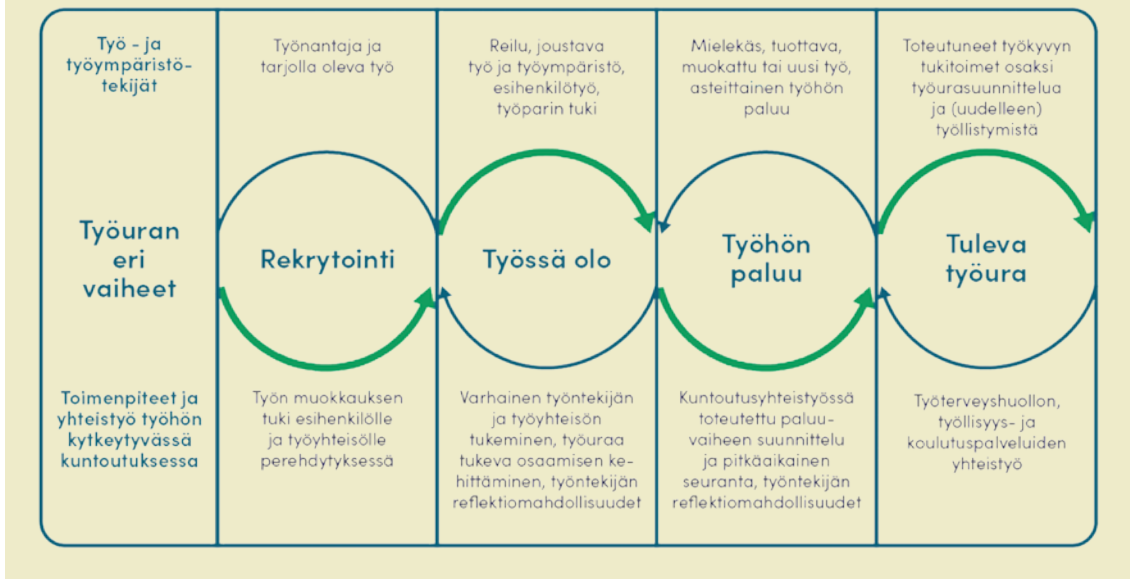 Työ - ja
työympäristö-
tekijät
Työnantaja ja
tarjolla oleva työ
Reilu, joustava
työ ja työympäristö,
esihenkilötyö,
työparin tuki
Mielekäs, tuottava,
muokattu tai uusi työ,
asteittainen työhön
paluu
Toteutuneet työkyvyn
tukitoimet osaksi
työurasuunnittelua
ja (uudelleen)
työllistymistä
Työuran
eri
vaiheet
Rekrytointi
Työssä olo
Työhön
paluu
Tuleva
työura
Toimenpiteet ja
yhteistyö työhön
kytkeytyvässä
kuntoutuksessa
Työn muokkauksen
tuki esihenkilölle
ja työyhteisölle
perehdytyksessä
Varhainen työntekijän
ja työyhteisön
tukeminen, työuraa
tukeva osaamisen ke-
hittäminen, työntekijän
reflektiomahdollisuudet
Kuntoutusyhteistyössä
toteutettu paluu-
vaiheen suunnittelu
ja pitkäaikainen
seuranta, työntekijän
reflektiomahdollisuudet
Työterveyshuollon,
työllisyys- ja
koulutuspalveluiden
yhteistyö